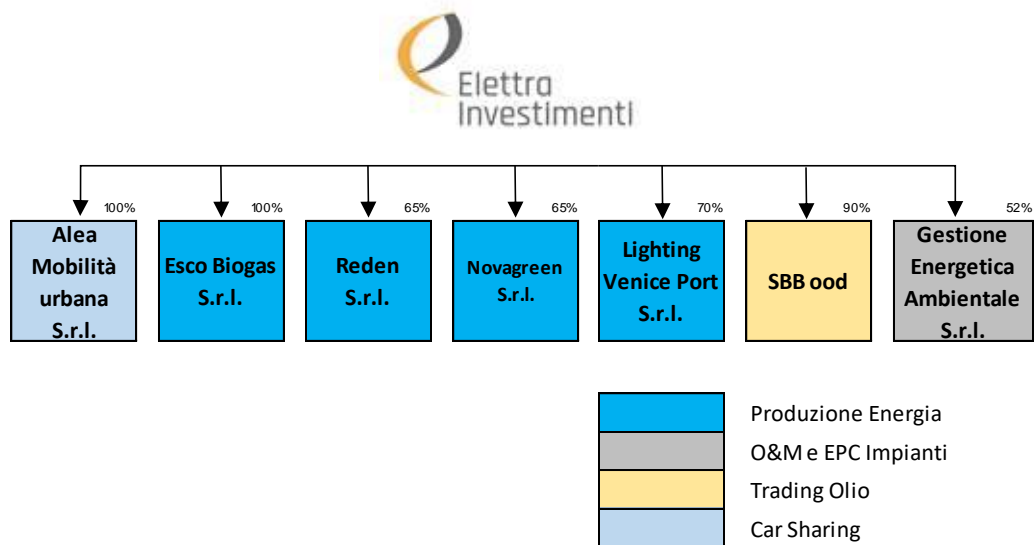 Elettra
Investimenti
100%
100%
65%
65%
70%
90%
52%
Alea
Mobilità
urbana
S.r.l.
Esco Biogas
S.r.l.
Reden
S.r.l.
Novagreen
S.r.l.
Lighting
Venice Port
S.r.l.
SBB ood
Gestione
Energetica
Ambientale
S.r.l.
Produzione Energia
O&M e EPC Impianti
Trading Olio
Car Sharing